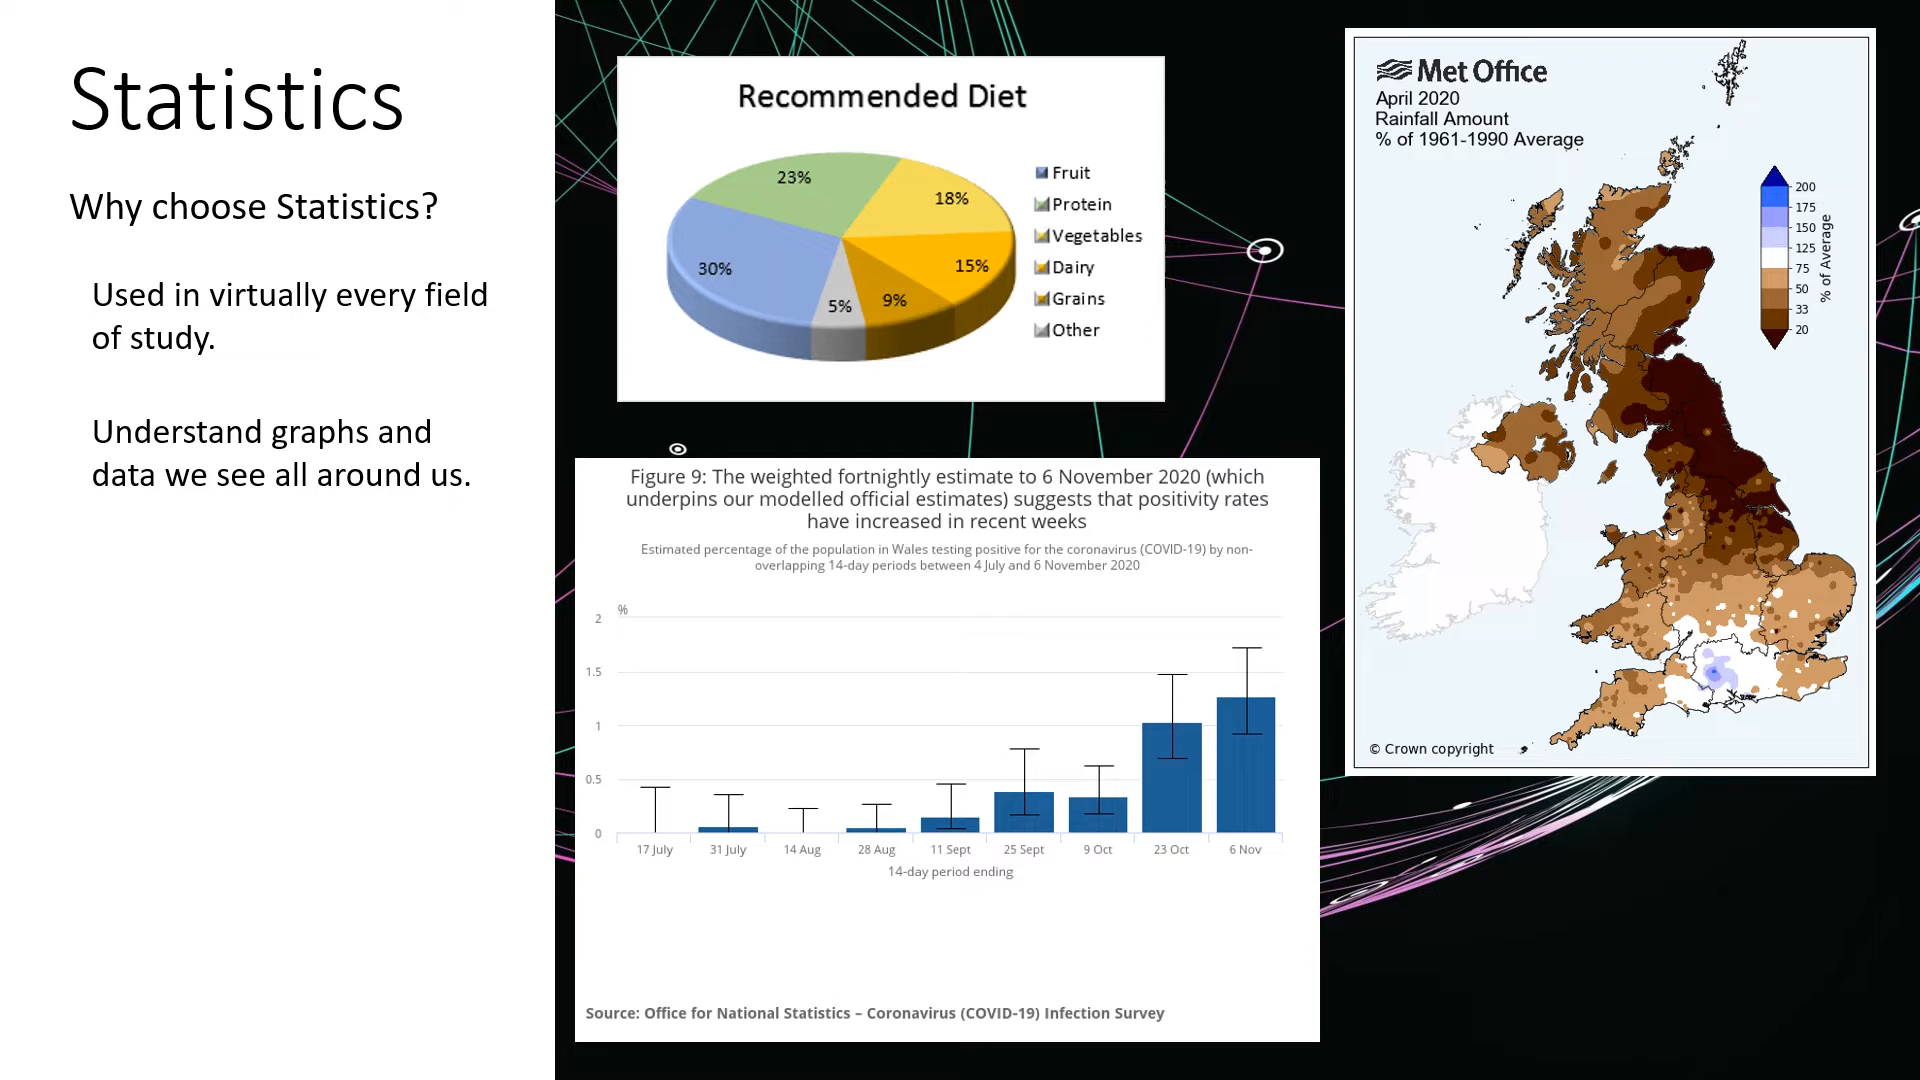 Statistics
Why choose Statistics?
Used in virtually every field
of study.
Understand graphs and
data we see all around us.
Recommended Diet
23%
18%
30%
15%
5%
9%
Fruit
Protein
Vegetables
Dairy
Grains
Other
Figure 9: The weighted fortnightly estimate to 6 November 2020 (which
underpins our modelled official estimates) suggests that positivity rates
have increased in recent weeks
Estimated percentage of the population in Wales testing positive for the coronavirus (COVID-19) by non-
overlapping 14-day periods between 4 July and 6 November 2020
%
2
1.5
1
0.5
0
17 July 31 July 14 Aug 28 Aug 11 Sept 25 Sept 9 Oct 23 Oct 6 Nov
14-day period ending
Source: Office for National Statistics – Coronavirus (COVID-19) Infection Survey
Met Office
April 2020
Rainfall Amount
% of 1961-1990 Average
200
175
150
125
75
50
33
20
% of Average
© Crown copyright